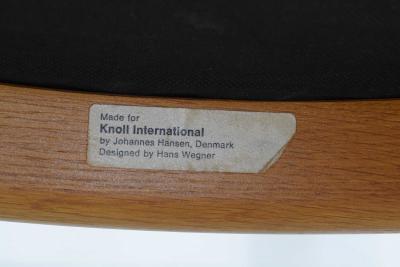 Made for
Knoll International
by Johannes Hansen, Denmark
Designed by Hans Wegner